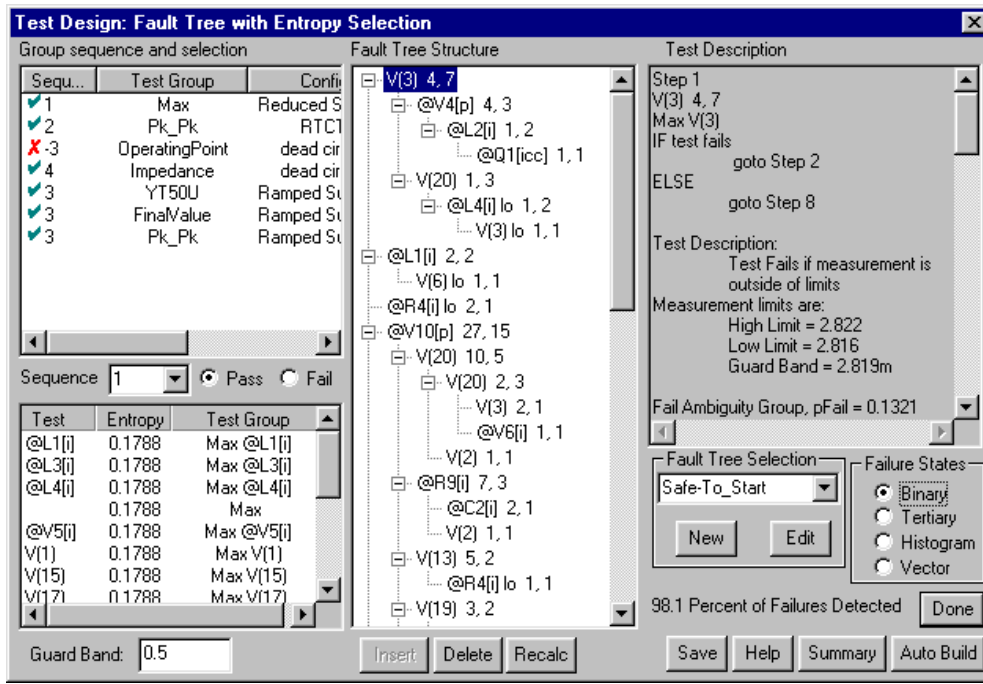 Test Design: Fault Tree with Entropy Selection
Group sequence and selection
Sequ... Test Group Config
1 Max Reduced S
2 Pk_Pk RTCT
-3 OperatingPoint dead cir
4 Impedance dead cir
3 YT50U Ramped Su
3 FinalValue Ramped Su
3 Pk_Pk Ramped Su
Sequence 1 Pass Fail
Test Entropy Test Group
@L1[i] 0.1788 Max @L1[i]
@L3[i] 0.1788 Max @L3[i]
@L4[i] 0.1788 Max @L4[i]
0.1788 Max
@V5[i] 0.1788 Max @V5[i]
V(1) 0.1788 Max V(1)
V(15) 0.1788 Max V(15)
V(17) 0.1788 Max V(17)
Guard Band: 0.5
Fault Tree Structure
V(3) 4, 7
@V4[p] 4, 3
@L2[i] 1, 2
@Q1[icc] 1, 1
V(20) 1, 3
@L4[i] lo 1, 2
V(3) lo 1, 1
@L1[i] 2, 2
V(6) lo 1, 1
@R4[i] lo 2, 1
@V10[p] 27, 15
V(20) 10, 5
V(20) 2, 3
V(3) 2, 1
@V6[i] 1, 1
V(2) 1, 1
@R9[i] 7, 3
@C2[i] 2, 1
V(2) 1, 1
V(13) 5, 2
@R4[i] lo 1, 1
V(19) 3, 2
Insert Delete Recalc
Test Description
Step 1
V(3) 4, 7
Max V(3)
IF test fails
goto Step 2
ELSE
goto Step 8
Test Description:
Test Fails if measurement is
outside of limits
Measurement limits are:
High Limit = 2.822
Low Limit = 2.816
Guard Band = 2.819m
Fail Ambiguity Group, pFail = 0.1321
Fault Tree Selection
Safe-To_Start
New Edit
Failure States
Binary
Tertiary
Histogram
Vector
98.1 Percent of Failures Detected Done
Save Help Summary Auto Build